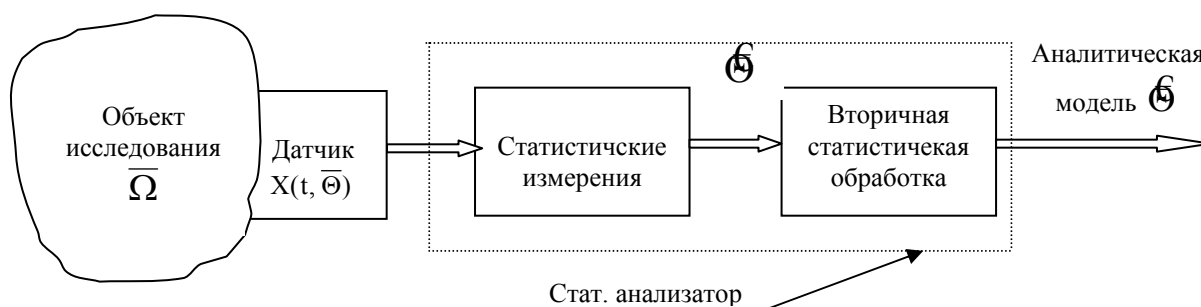 Объект
исследования
Ω̅
Датчик
X(t, Θ̅)
Статистичские
измерения
Вторичная
статистичекая
обработка
Аналитическая
модель
Стат. анализатор